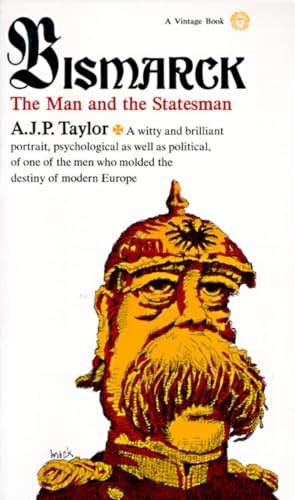 A Vintage Book
BISMARCK
The Man and the Statesman
A.J.P. Taylor ✠ A witty and brilliant
portrait, psychological as well as political,
of one of the men who molded the
destiny of modern Europe
mack